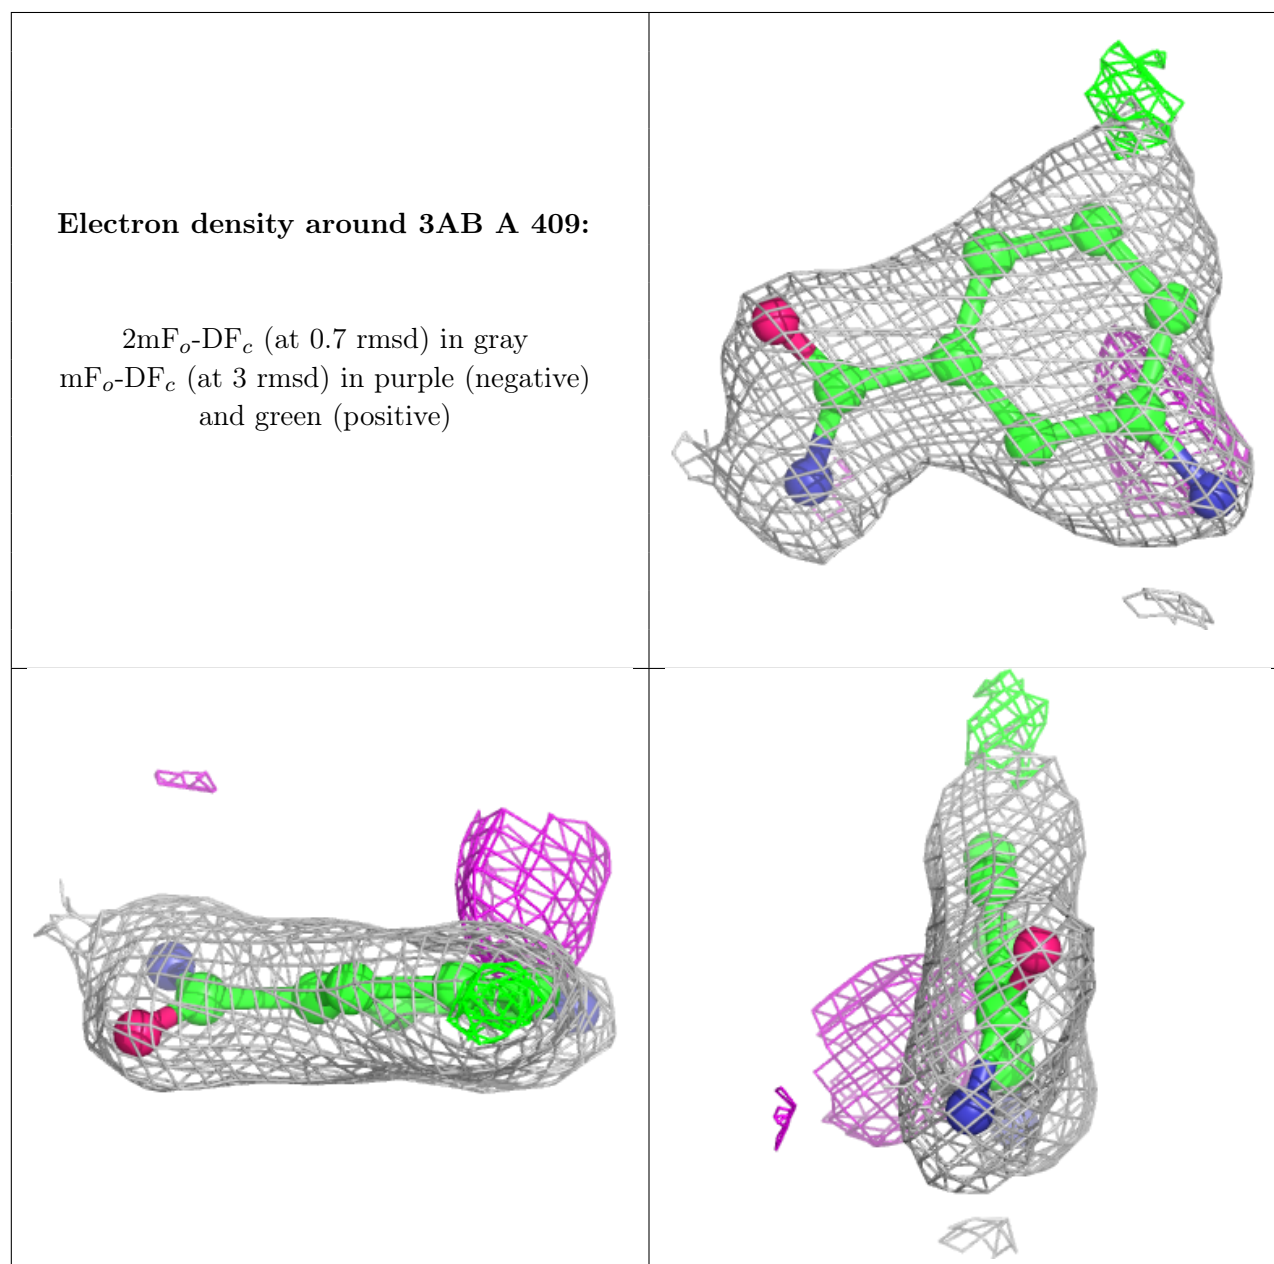 Electron density around 3AB A 409:
2mFo-DFc (at 0.7 rmsd) in gray
mFo-DFc (at 3 rmsd) in purple (negative)
and green (positive)